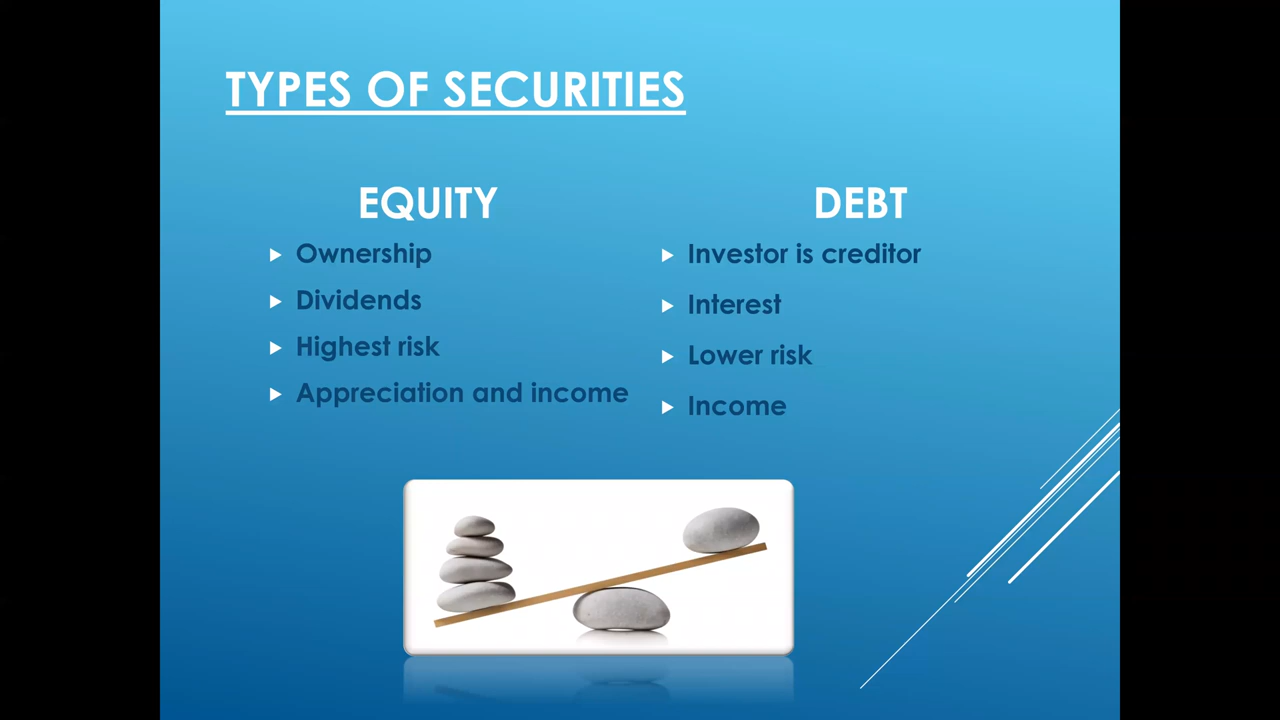 TYPES OF SECURITIES
EQUITY
Ownership
Dividends
Highest risk
Appreciation and income
DEBT
Investor is creditor
Interest
Lower risk
Income